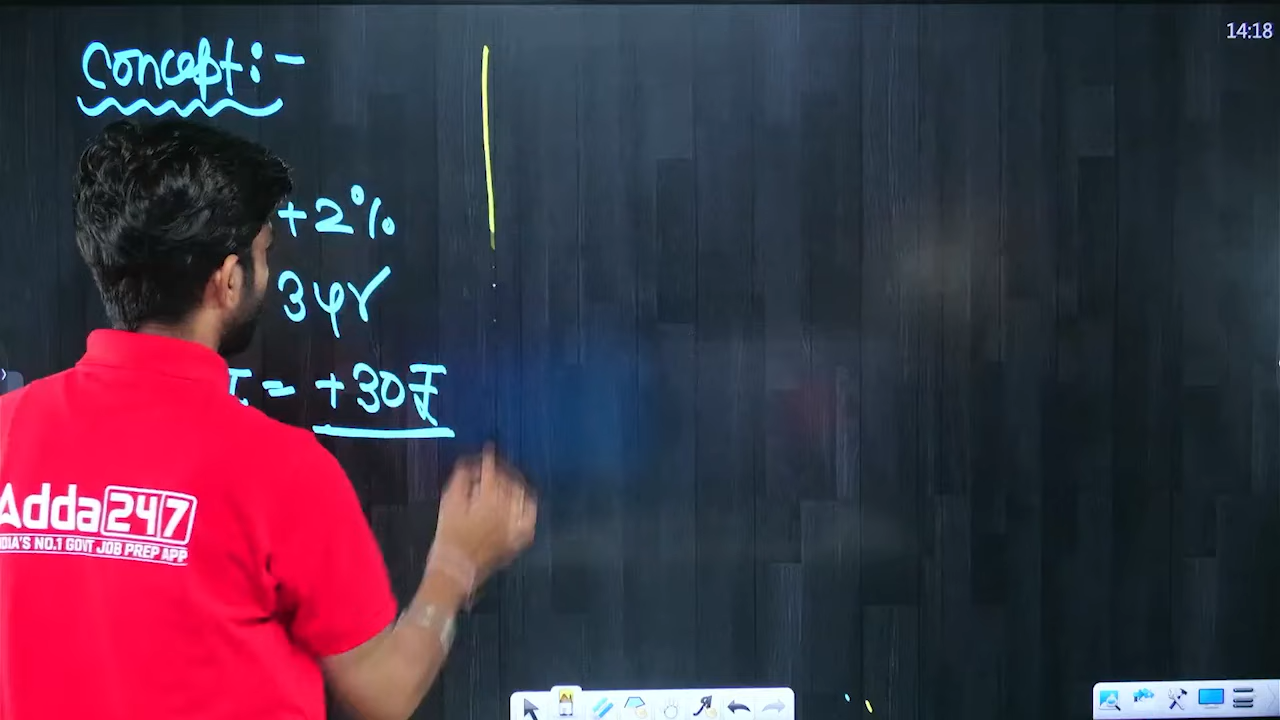 Concept :-
+2%
3yr
= +30₹
Adda247
INDIA'S NO.1 GOVT JOB PREP APP
14:18